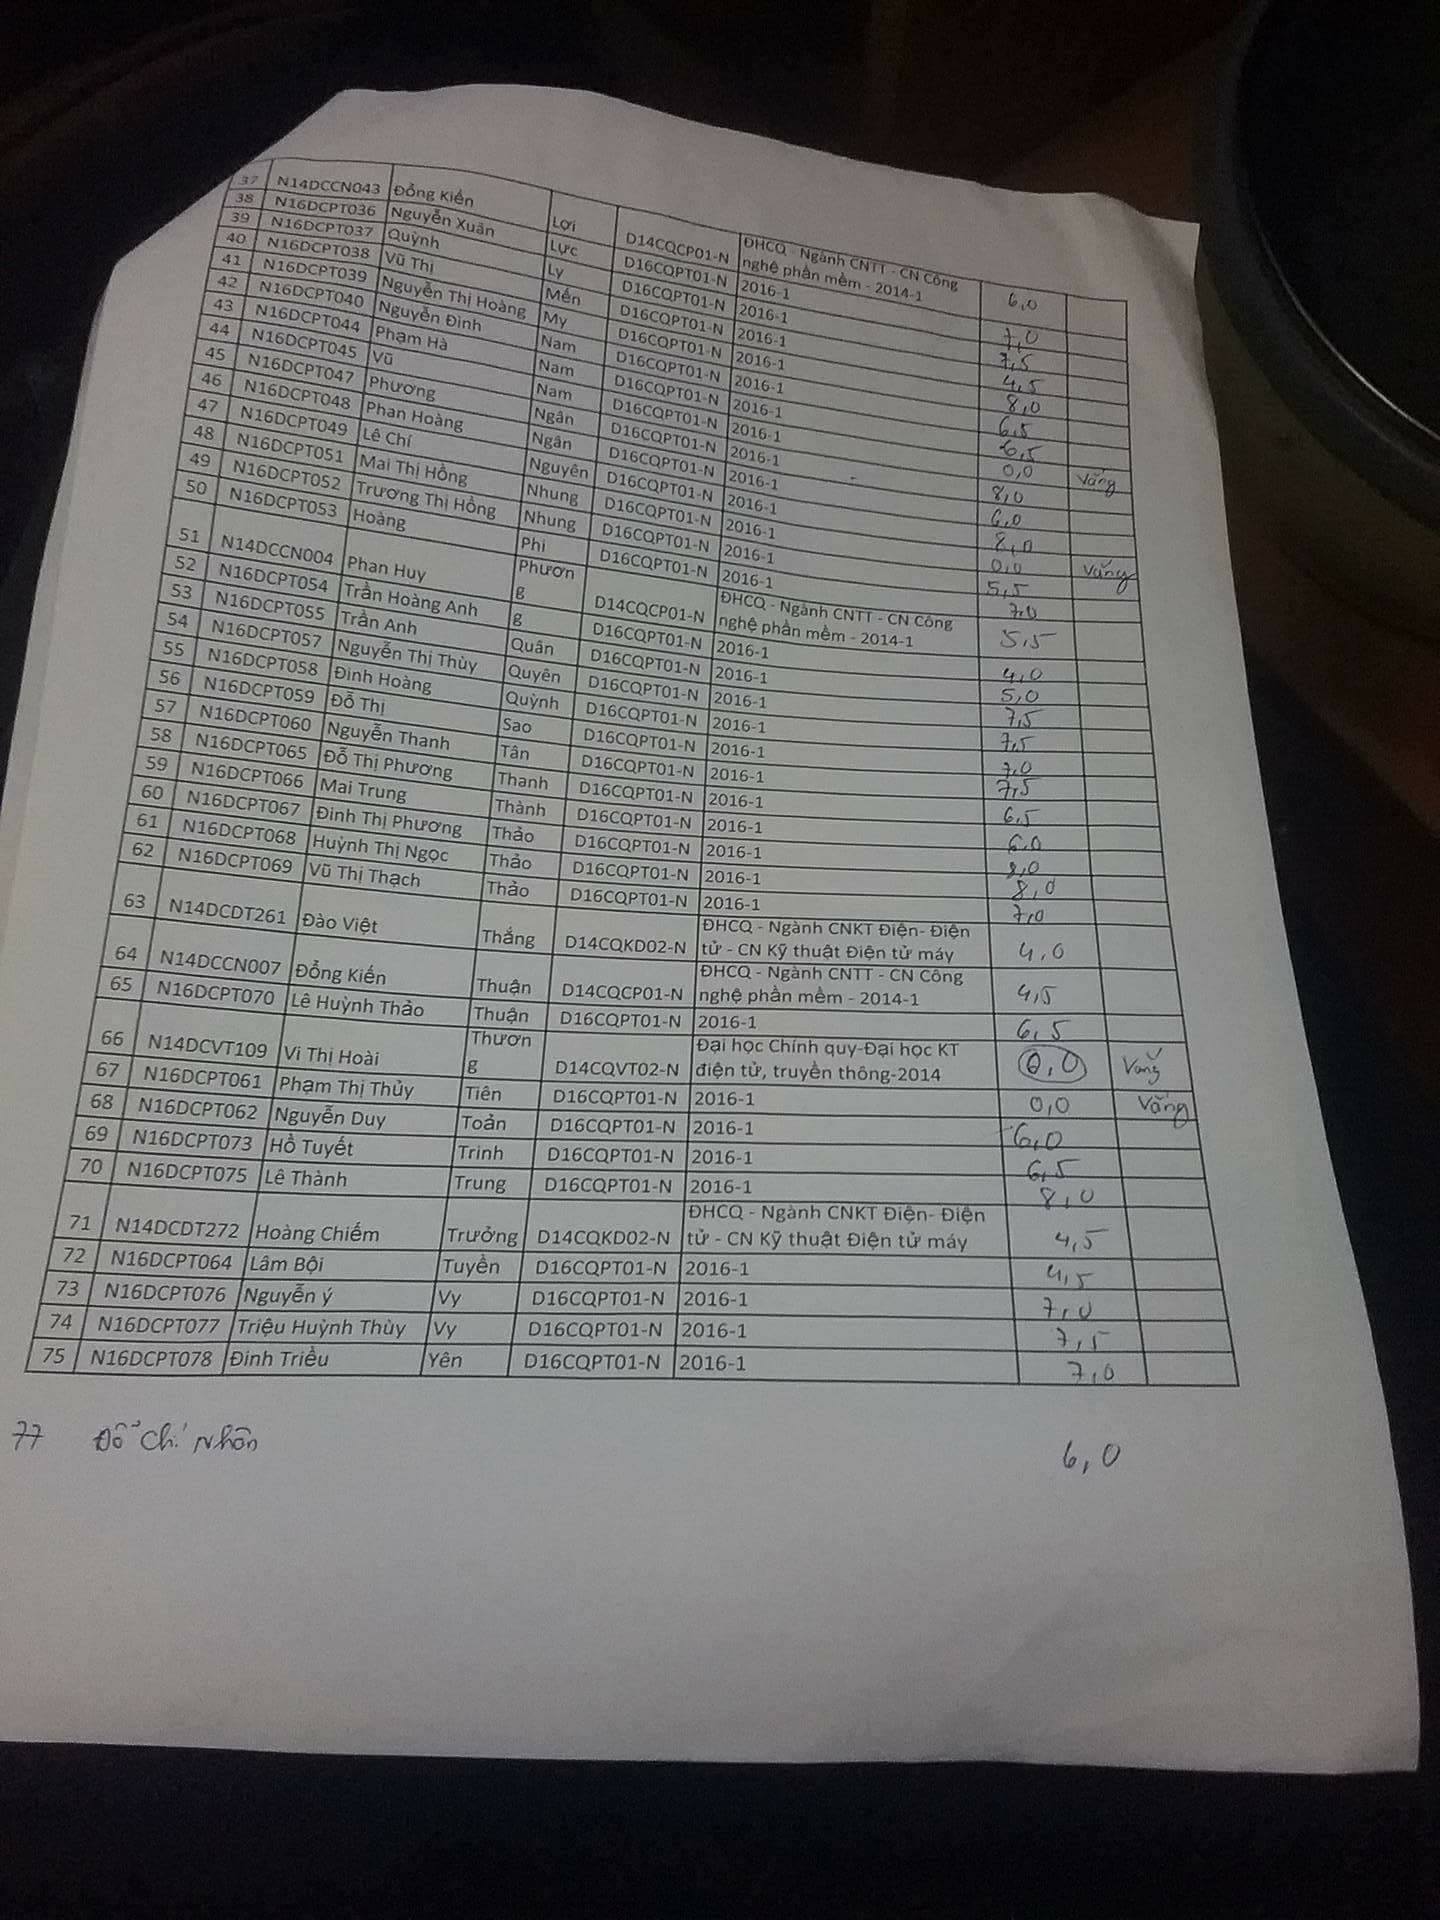 37 N14DCCN043 Đồng Kiến Lợi D14CQCP01-N ĐHCQ - Ngành CNTT - CN Công nghệ phần mềm - 2014-1 6,0
38 N16DCPT036 Nguyễn Xuân Lực D16CQPT01-N 2016-1 7,0
39 N16DCPT037 Quỳnh Ly D16CQPT01-N 2016-1 7,5
40 N16DCPT038 Vũ Thị Mến D16CQPT01-N 2016-1 4,5
41 N16DCPT039 Nguyễn Thị Hoàng My D16CQPT01-N 2016-1 8,0
42 N16DCPT040 Nguyễn Đình Nam D16CQPT01-N 2016-1 6,5
43 N16DCPT044 Phạm Hà Nam D16CQPT01-N 2016-1 6,5
44 N16DCPT045 Vũ Nam D16CQPT01-N 2016-1 0,0 Vắng
45 N16DCPT047 Phương Ngân D16CQPT01-N 2016-1 8,0
46 N16DCPT048 Phan Hoàng Ngân D16CQPT01-N 2016-1 6,0
47 N16DCPT049 Lê Chí Nguyên D16CQPT01-N 2016-1 8,0
48 N16DCPT051 Mai Thị Hồng Nhung D16CQPT01-N 2016-1 0,0 Vắng
49 N16DCPT052 Trương Thị Hồng Nhung D16CQPT01-N 2016-1 5,5
50 N16DCPT053 Hoàng Phi D16CQPT01-N 2016-1 7,0
51 N14DCCN004 Phan Huy Phươn g D14CQCP01-N ĐHCQ - Ngành CNTT - CN Công nghệ phần mềm - 2014-1 5,5
52 N16DCPT054 Trần Hoàng Anh g D16CQPT01-N 2016-1 4,0
53 N16DCPT055 Trần Anh Quân D16CQPT01-N 2016-1 5,0
54 N16DCPT057 Nguyễn Thị Thùy Quyên D16CQPT01-N 2016-1 7,5
55 N16DCPT058 Đinh Hoàng Quỳnh D16CQPT01-N 2016-1 7,5
56 N16DCPT059 Đỗ Thị Sao D16CQPT01-N 2016-1 7,0
57 N16DCPT060 Nguyễn Thanh Tân D16CQPT01-N 2016-1 7,5
58 N16DCPT065 Đỗ Thị Phương Thanh D16CQPT01-N 2016-1 6,5
59 N16DCPT066 Mai Trung Thành D16CQPT01-N 2016-1 6,0
60 N16DCPT067 Đinh Thị Phương Thảo D16CQPT01-N 2016-1 8,0
61 N16DCPT068 Huỳnh Thị Ngọc Thảo D16CQPT01-N 2016-1 8,0
62 N16DCPT069 Vũ Thị Thạch Thảo D16CQPT01-N 2016-1 7,0
63 N14DCDT261 Đào Việt Thắng D14CQKD02-N ĐHCQ - Ngành CNKT Điện- Điện tử - CN Kỹ thuật Điện tử máy 4,0
64 N14DCCN007 Đồng Kiến Thuận D14CQCP01-N ĐHCQ - Ngành CNTT - CN Công nghệ phần mềm - 2014-1 4,5
65 N16DCPT070 Lê Huỳnh Thảo Thuận D16CQPT01-N 2016-1 6,5
66 N14DCVT109 Vi Thị Hoài Thươn g D14CQVT02-N Đại học Chính quy-Đại học KT điện tử, truyền thông-2014 0,0 Vắng
67 N16DCPT061 Phạm Thị Thủy Tiên D16CQPT01-N 2016-1 0,0 Vắng
68 N16DCPT062 Nguyễn Duy Toản D16CQPT01-N 2016-1 6,0
69 N16DCPT073 Hồ Tuyết Trinh D16CQPT01-N 2016-1 6,5
70 N16DCPT075 Lê Thành Trung D16CQPT01-N 2016-1 8,0
71 N14DCDT272 Hoàng Chiếm Trưởng D14CQKD02-N ĐHCQ - Ngành CNKT Điện- Điện tử - CN Kỹ thuật Điện tử máy 4,5
72 N16DCPT064 Lâm Bội Tuyền D16CQPT01-N 2016-1 4,5
73 N16DCPT076 Nguyễn ý Vy D16CQPT01-N 2016-1 7,0
74 N16DCPT077 Triệu Huỳnh Thùy Vy D16CQPT01-N 2016-1 7,5
75 N16DCPT078 Đinh Triều Yên D16CQPT01-N 2016-1 7,0
77 Đỗ Chí Nhân 6,0